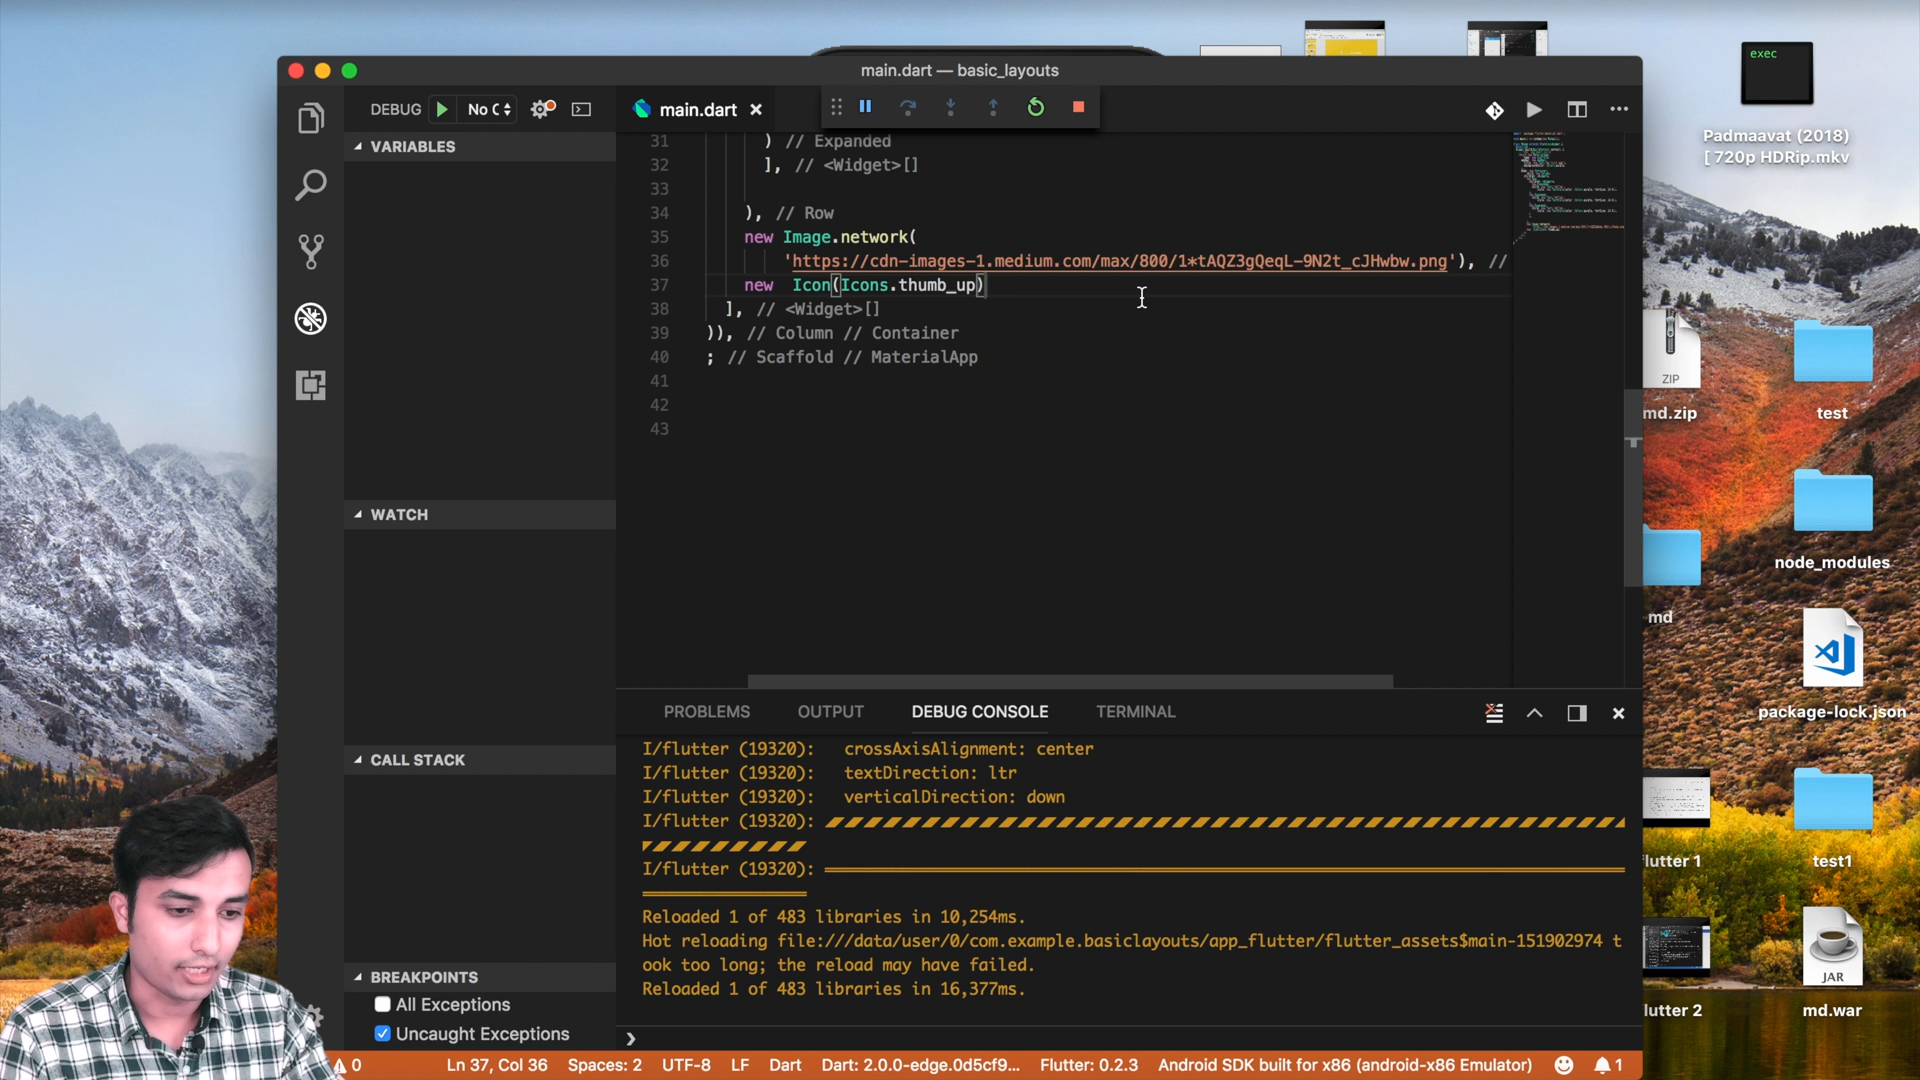 exec
Padmaavat (2018)
[ 720p HDRip.mkv
main.dart — basic_layouts
DEBUG
No C
main.dart
VARIABLES
31 ) // Expanded
32 ], // <Widget>[]
33
34 ), // Row
35 new Image.network(
36 'https://cdn-images-1.medium.com/max/800/1*tAQZ3gQeqL-9N2t_cJHwbw.png'), //
37 new  Icon(Icons.thumb_up)
38 ], // <Widget>[]
39 )), // Column // Container
40 ; // Scaffold // MaterialApp
41
42
43
WATCH
CALL STACK
BREAKPOINTS
All Exceptions
Uncaught Exceptions
PROBLEMS
OUTPUT
DEBUG CONSOLE
TERMINAL
I/flutter (19320):   crossAxisAlignment: center
I/flutter (19320):   textDirection: ltr
I/flutter (19320):   verticalDirection: down
I/flutter (19320):
I/flutter (19320):
Reloaded 1 of 483 libraries in 10,254ms.
Hot reloading file:///data/user/0/com.example.basiclayouts/app_flutter/flutter_assets$main-151902974 t
ook too long; the reload may have failed.
Reloaded 1 of 483 libraries in 16,377ms.
0
Ln 37, Col 36
Spaces: 2
UTF-8
LF
Dart
Dart: 2.0.0-edge.0d5cf9...
Flutter: 0.2.3
Android SDK built for x86 (android-x86 Emulator)
1
ZIP
md.zip
test
node_modules
md
package-lock.json
lutter 1
test1
JAR
lutter 2
md.war